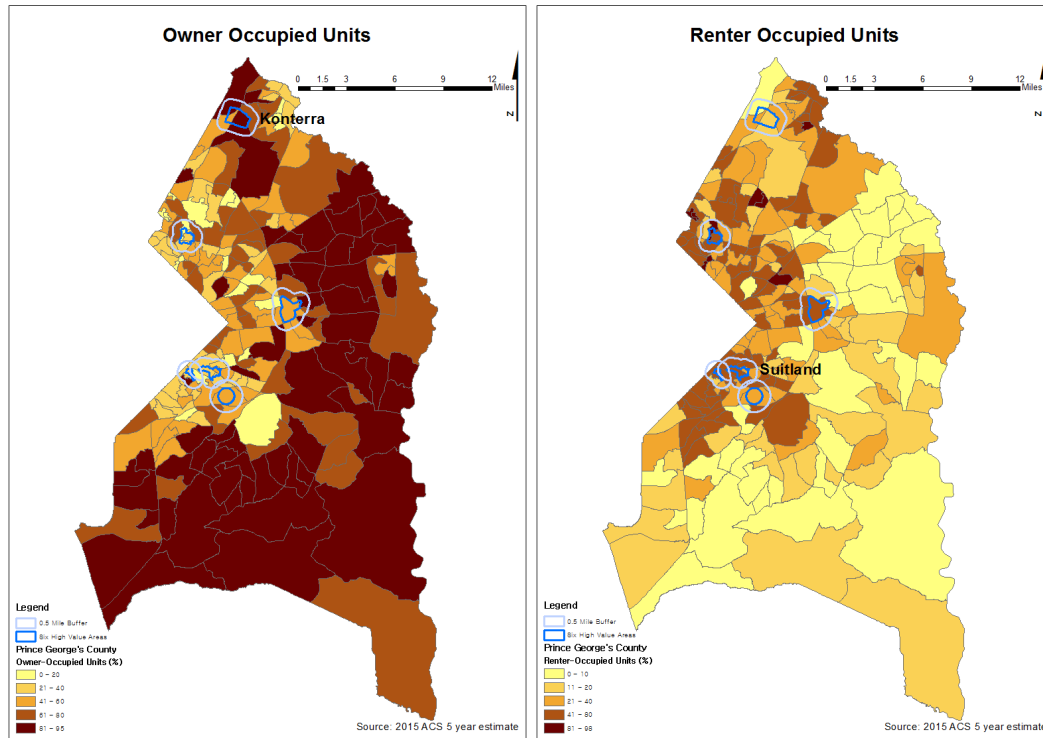 Owner Occupied Units
0 1.5 3 6 9 12
Miles
N
Konterra
Legend
0.5 Mile Buffer
Six High Value Areas
Prince George's County
Owner-Occupied Units (%)
0 – 20
21 – 40
41 – 60
61 – 80
81 – 95
Source: 2015 ACS 5 year estimate
Renter Occupied Units
0 1.5 3 6 9 12
Miles
N
Suitland
Legend
0.5 Mile Buffer
Six High Value Areas
Prince George's County
Renter-Occupied Units (%)
0 – 10
11 – 20
21 – 40
41 – 80
81 – 98
Source: 2015 ACS 5 year estimate